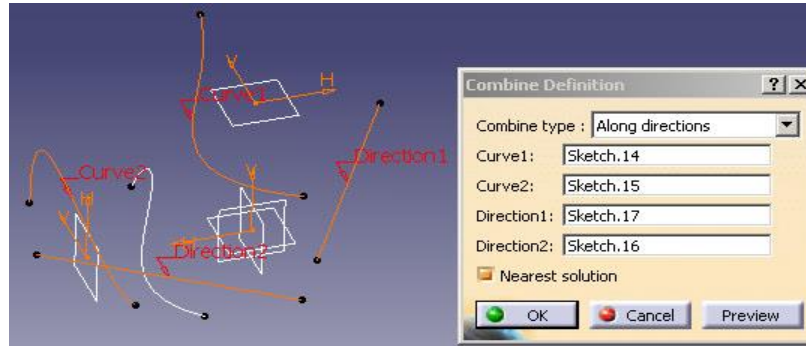 Curve1
V
H
Direction1
Curve2
H
V
V
Direction2
Combine Definition
Combine type : Along directions
Curve1: Sketch.14
Curve2: Sketch.15
Direction1: Sketch.17
Direction2: Sketch.16
Nearest solution
OK Cancel Preview